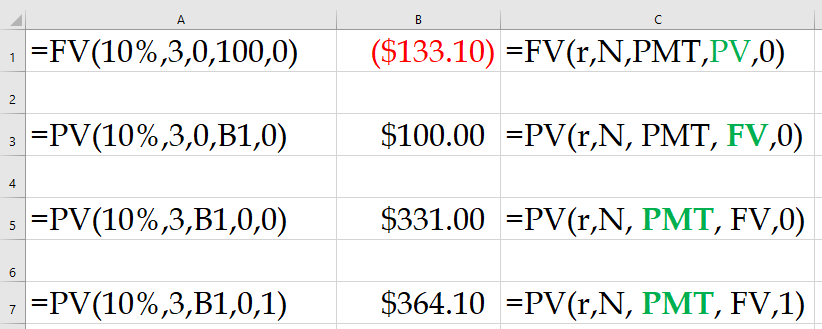 A B C
1 =FV(10%,3,0,100,0) ($133.10) =FV(r,N,PMT,PV,0)
2
3 =PV(10%,3,0,B1,0) $100.00 =PV(r,N, PMT, FV,0)
4
5 =PV(10%,3,B1,0,0) $331.00 =PV(r,N, PMT, FV,0)
6
7 =PV(10%,3,B1,0,1) $364.10 =PV(r,N, PMT, FV,1)